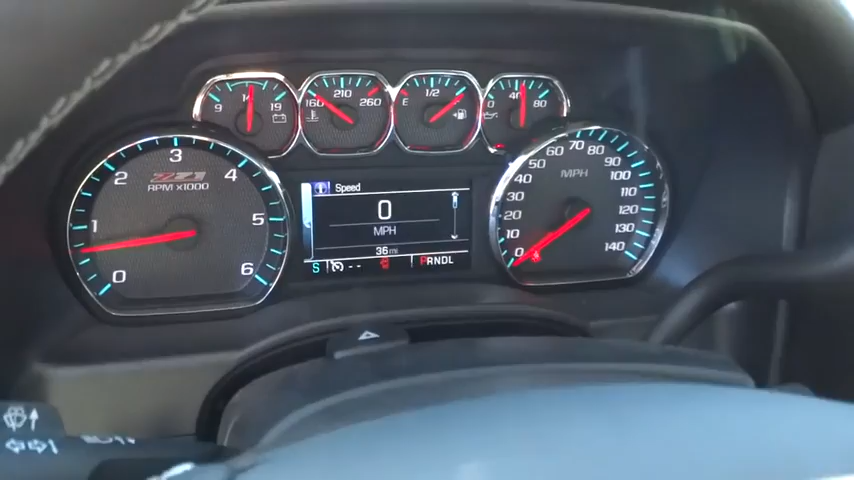 9 14 19
160 210 260
E 1/2
0 40 80
0 1 2 3 4 5 6
Z71
RPM x1000
Speed
0
MPH
36 mi
S -- PRNDL
0 10 20 30 40 50 60 70 80 90 100 110 120 130 140
MPH